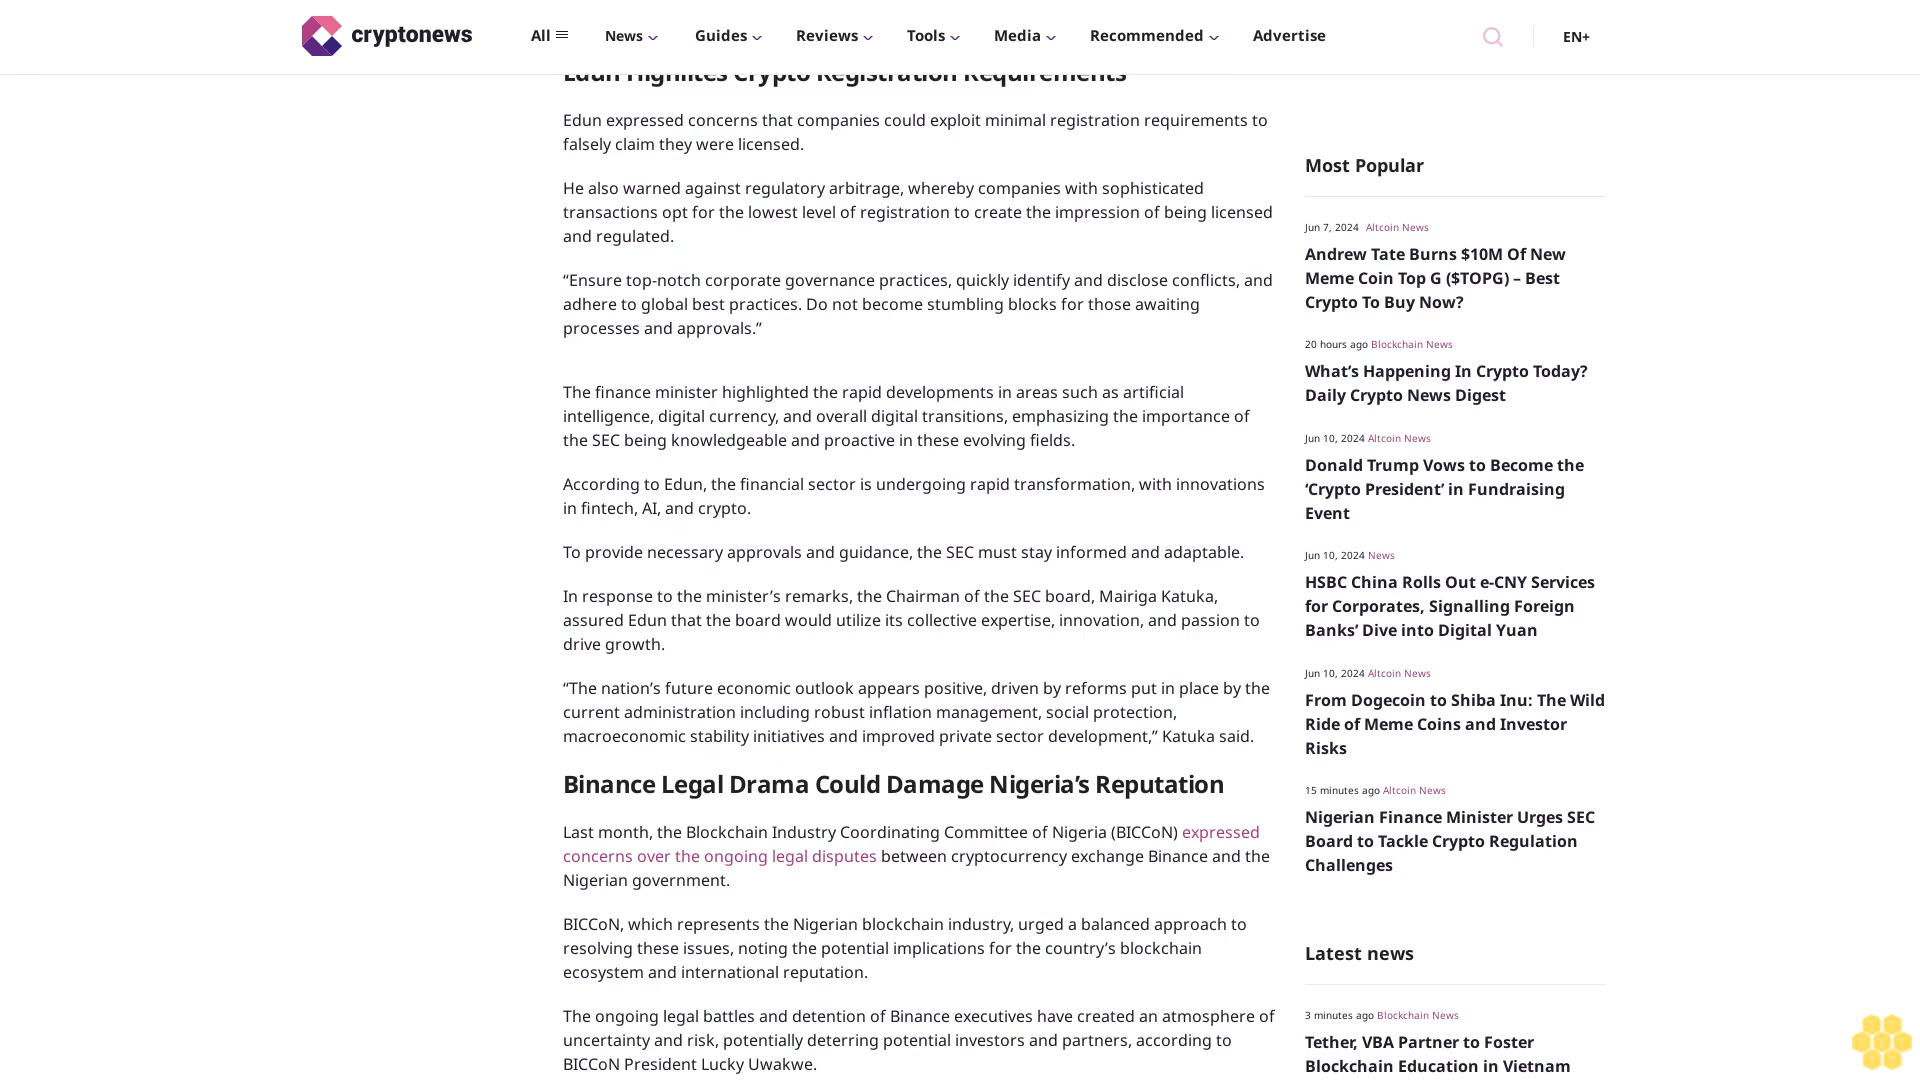 cryptonews
All
News
Guides
Reviews
Tools
Media
Recommended
Advertise
EN+
Edun Highlites Crypto Registration Requirements
Edun expressed concerns that companies could exploit minimal registration requirements to
falsely claim they were licensed.
He also warned against regulatory arbitrage, whereby companies with sophisticated
transactions opt for the lowest level of registration to create the impression of being licensed
and regulated.
“Ensure top-notch corporate governance practices, quickly identify and disclose conflicts, and
adhere to global best practices. Do not become stumbling blocks for those awaiting
processes and approvals.”
The finance minister highlighted the rapid developments in areas such as artificial
intelligence, digital currency, and overall digital transitions, emphasizing the importance of
the SEC being knowledgeable and proactive in these evolving fields.
According to Edun, the financial sector is undergoing rapid transformation, with innovations
in fintech, AI, and crypto.
To provide necessary approvals and guidance, the SEC must stay informed and adaptable.
In response to the minister’s remarks, the Chairman of the SEC board, Mairiga Katuka,
assured Edun that the board would utilize its collective expertise, innovation, and passion to
drive growth.
“The nation’s future economic outlook appears positive, driven by reforms put in place by the
current administration including robust inflation management, social protection,
macroeconomic stability initiatives and improved private sector development,” Katuka said.
Binance Legal Drama Could Damage Nigeria’s Reputation
Last month, the Blockchain Industry Coordinating Committee of Nigeria (BICCoN) expressed
concerns over the ongoing legal disputes between cryptocurrency exchange Binance and the
Nigerian government.
BICCoN, which represents the Nigerian blockchain industry, urged a balanced approach to
resolving these issues, noting the potential implications for the country’s blockchain
ecosystem and international reputation.
The ongoing legal battles and detention of Binance executives have created an atmosphere of
uncertainty and risk, potentially deterring potential investors and partners, according to
BICCoN President Lucky Uwakwe.
Most Popular
Jun 7, 2024 Altcoin News
Andrew Tate Burns $10M Of New
Meme Coin Top G ($TOPG) – Best
Crypto To Buy Now?
20 hours ago Blockchain News
What’s Happening In Crypto Today?
Daily Crypto News Digest
Jun 10, 2024 Altcoin News
Donald Trump Vows to Become the
‘Crypto President’ in Fundraising
Event
Jun 10, 2024 News
HSBC China Rolls Out e-CNY Services
for Corporates, Signalling Foreign
Banks’ Dive into Digital Yuan
Jun 10, 2024 Altcoin News
From Dogecoin to Shiba Inu: The Wild
Ride of Meme Coins and Investor
Risks
15 minutes ago Altcoin News
Nigerian Finance Minister Urges SEC
Board to Tackle Crypto Regulation
Challenges
Latest news
3 minutes ago Blockchain News
Tether, VBA Partner to Foster
Blockchain Education in Vietnam